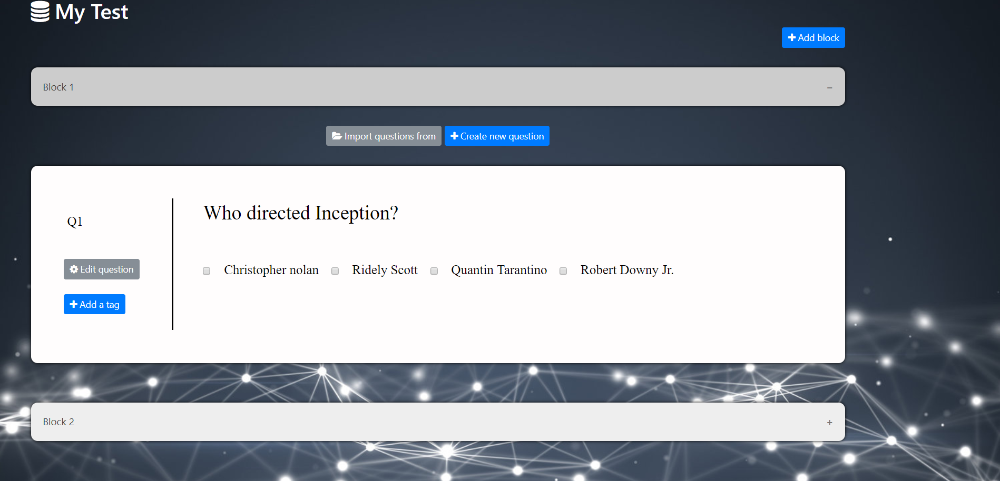 My Test
+ Add block
Block 1 −
Import questions from + Create new question
Who directed Inception?
Q1
Edit question
Christopher nolan Ridely Scott Quantin Tarantino Robert Downy Jr.
+ Add a tag
Block 2 +